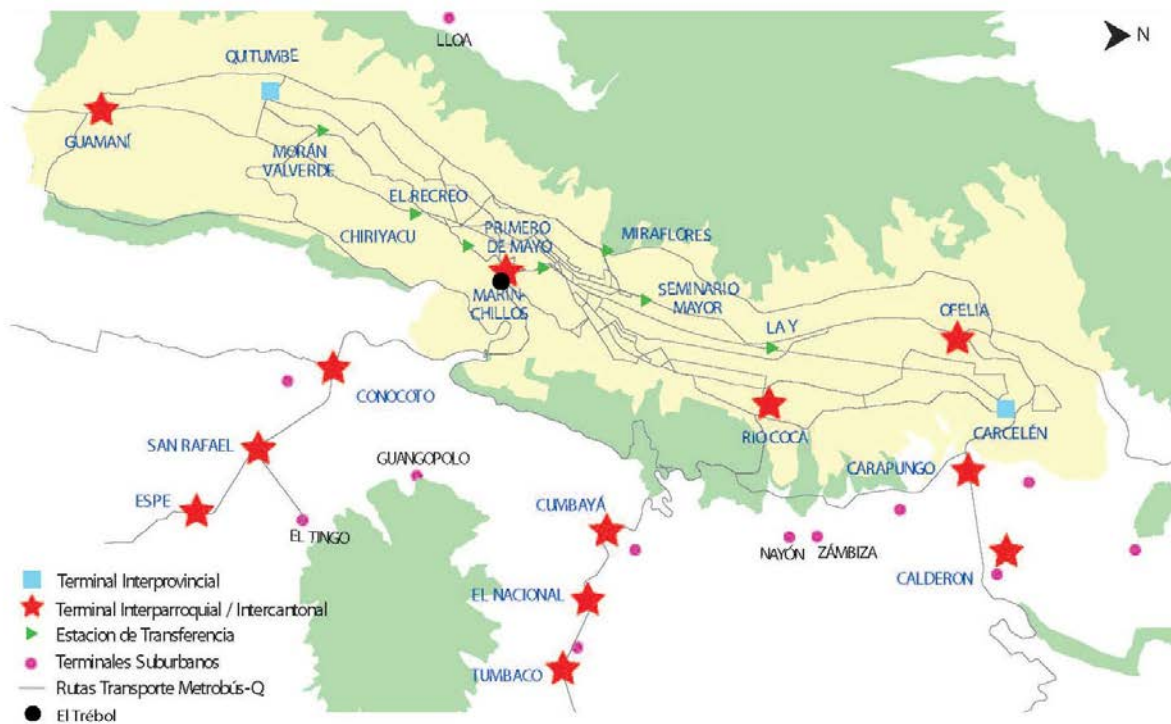 LLOA
N
QUITUMBE
GUAMANÍ
MORÁN
VALVERDE
EL RECREO
CHIRIYACU
PRIMERO
DE MAYO
MIRAFLORES
MARIN-
CHILLOS
SEMINARIO
MAYOR
LA Y
OFELIA
CONOCOTO
RIO COCA
CARCELÉN
SAN RAFAEL
GUANGOPOLO
CARAPUNGO
ESPE
CUMBAYÁ
EL TINGO
NAYÓN
ZÁMBIZA
CALDERON
EL NACIONAL
TUMBACO
Terminal Interprovincial
Terminal Interparroquial / Intercantonal
Estacion de Transferencia
Terminales Suburbanos
Rutas Transporte Metrobús-Q
El Trébol